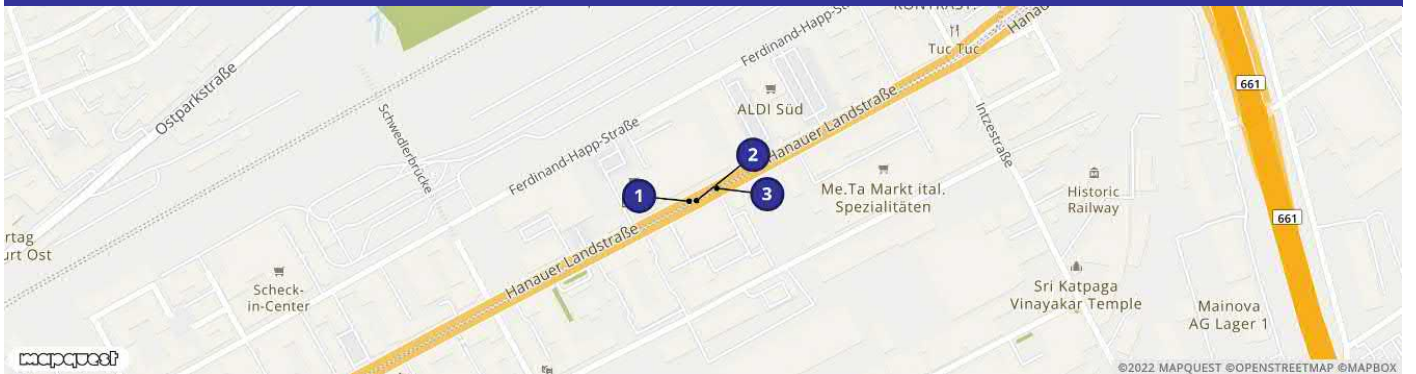 KONTRAST.
Ferdinand-Happ-St
Hanau
Tuc Tuc
661
Ostparkstraße
ALDI Süd
Schwedlerbrücke
Ferdinand-Happ-Straße
Hanauer Landstraße
Intzestraße
2
1
3
Me.Ta Markt ital.
Spezialitäten
Historic
Railway
661
rtag
urt Ost
Hanauer Landstraße
Scheck-
in-Center
Sri Katpaga
Vinayakar Temple
Mainova
AG Lager 1
mapquest
©2022 MAPQUEST ©OPENSTREETMAP ©MAPBOX